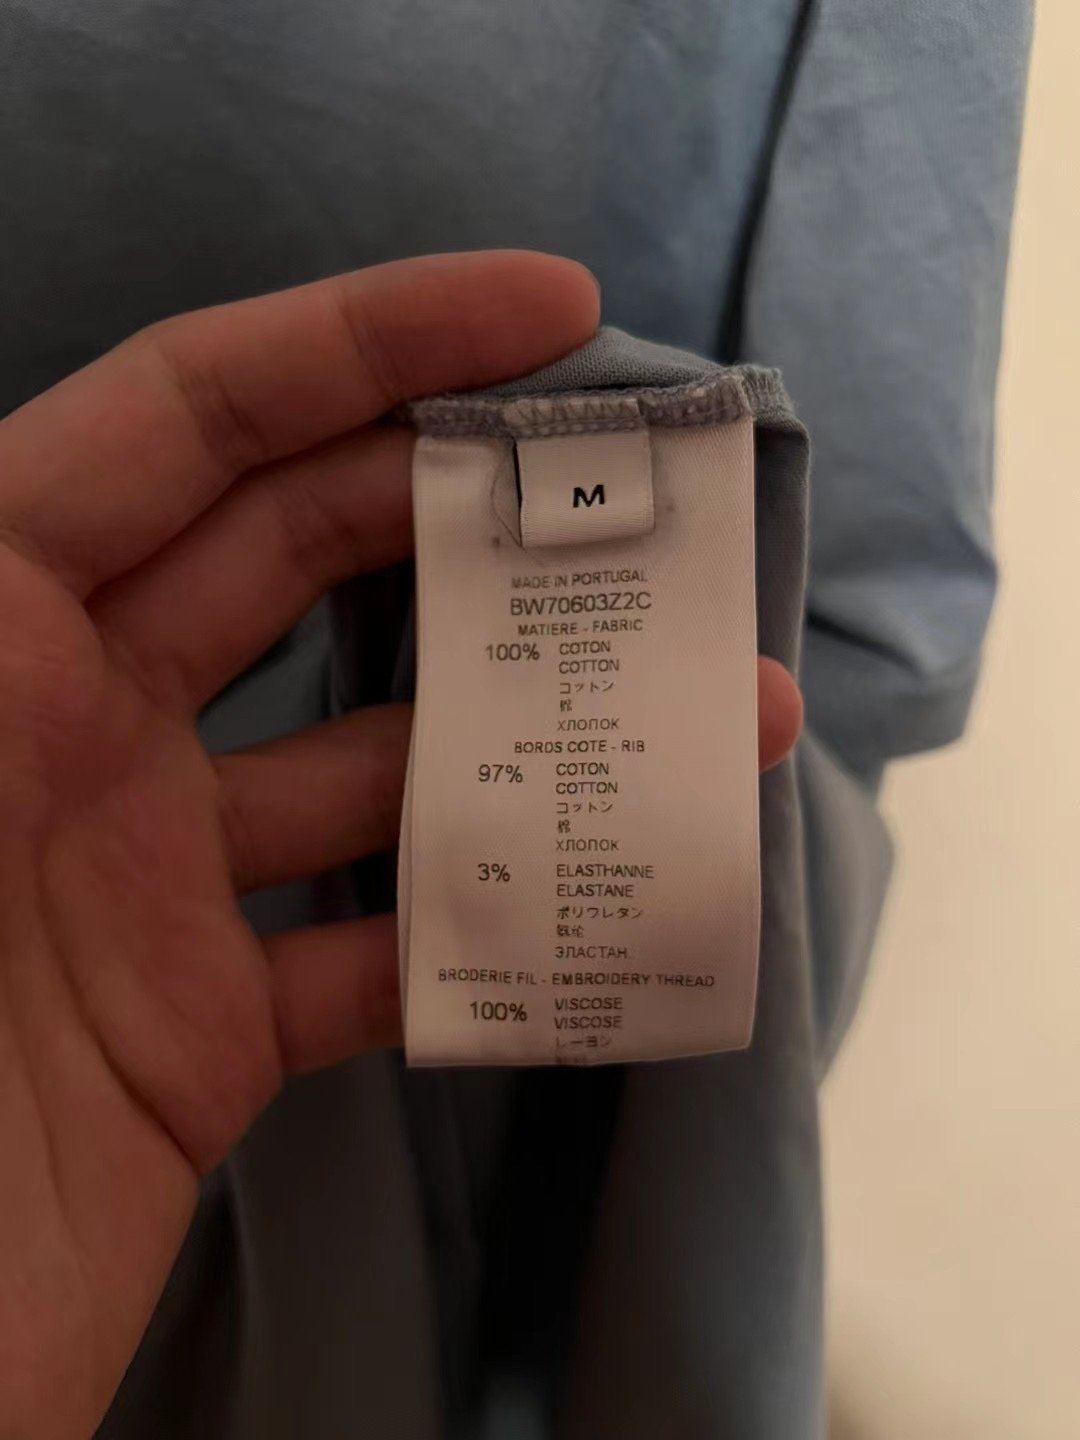 M
MADE IN PORTUGAL
BW70603Z2C
MATIERE - FABRIC
100% COTON
COTTON
コットン
棉
ХЛОПОК
BORDS COTE - RIB
97% COTON
COTTON
コットン
棉
ХЛОПОК
3% ELASTHANNE
ELASTANE
ポリウレタン
氨纶
ЭЛАСТАН
BRODERIE FIL - EMBROIDERY THREAD
100% VISCOSE
VISCOSE
レーヨン